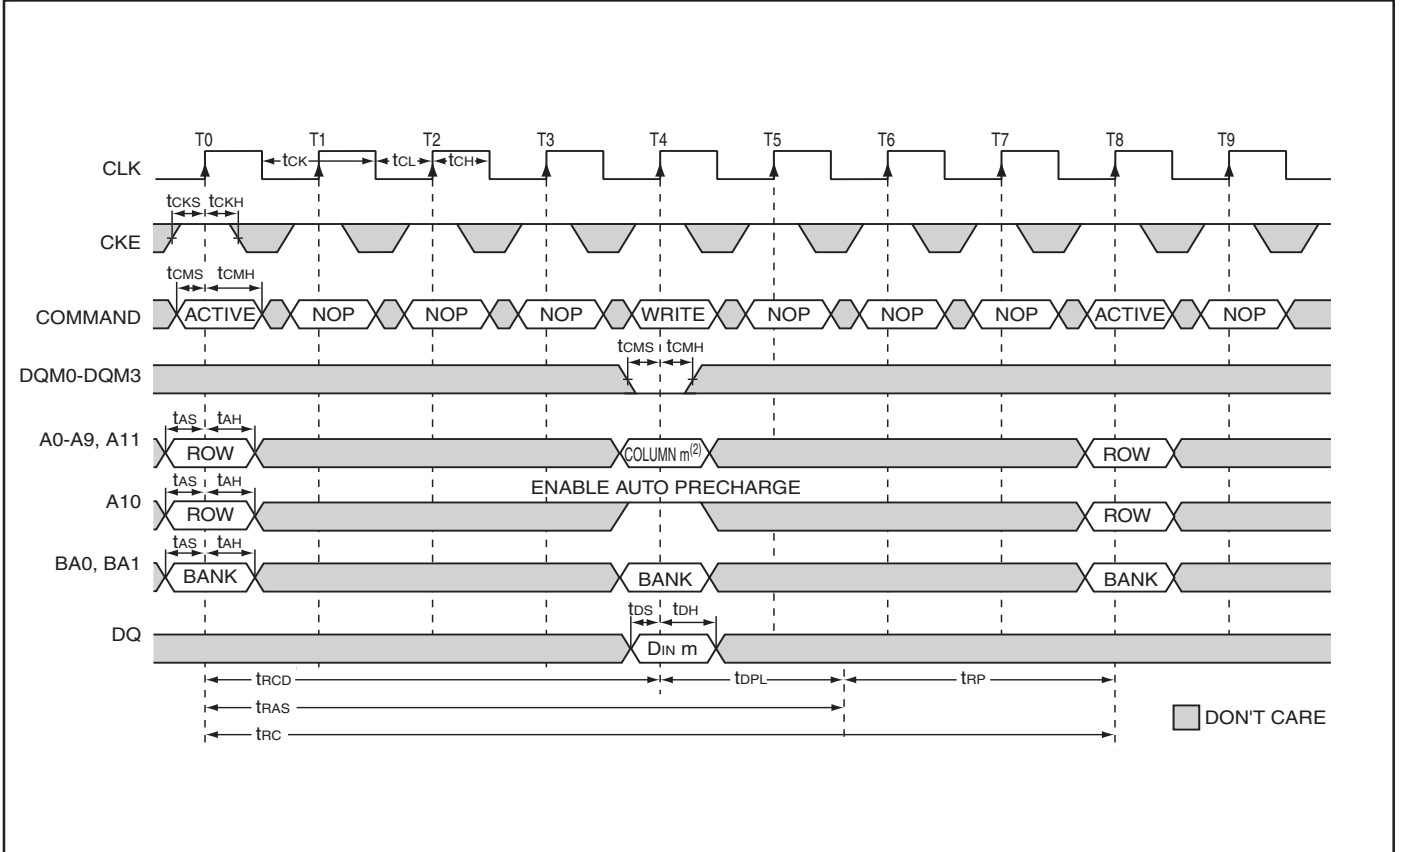 T0 T1 T2 T3 T4 T5 T6 T7 T8 T9
CLK tCK tCL tCH
tCKS tCKH
CKE
tCMS tCMH
COMMAND ACTIVE NOP NOP NOP WRITE NOP NOP NOP ACTIVE NOP
tCMS tCMH
DQM0-DQM3
tAS tAH
A0-A9, A11 ROW COLUMN m(2) ROW
tAS tAH ENABLE AUTO PRECHARGE
A10 ROW ROW
tAS tAH
BA0, BA1 BANK BANK BANK
tDS tDH
DQ DIN m
tRCD tDPL tRP
tRAS
DON'T CARE
tRC